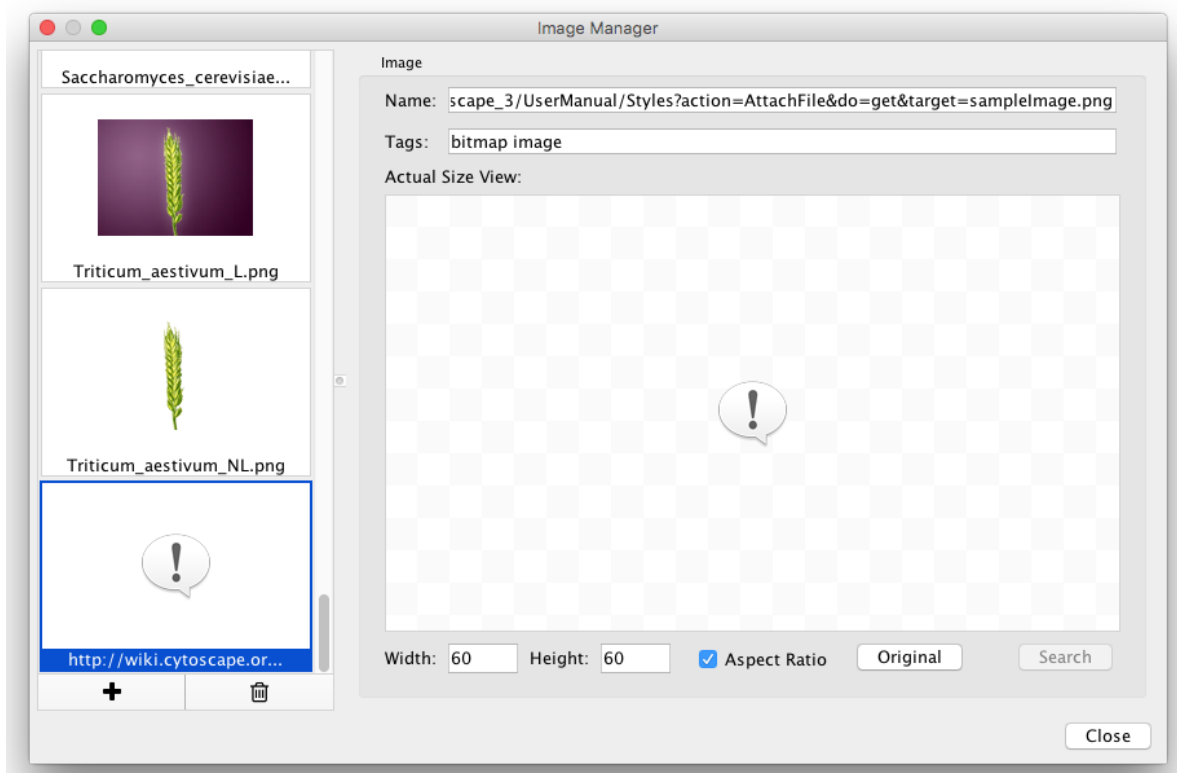 Image Manager
Saccharomyces_cerevisiae...
Triticum_aestivum_L.png
Triticum_aestivum_NL.png
http://wiki.cytoscape.or...
Image
Name: scape_3/UserManual/Styles?action=AttachFile&do=get&target=sampleImage.png
Tags: bitmap image
Actual Size View:
!
!
Width: 60 Height: 60 Aspect Ratio Original Search
Close